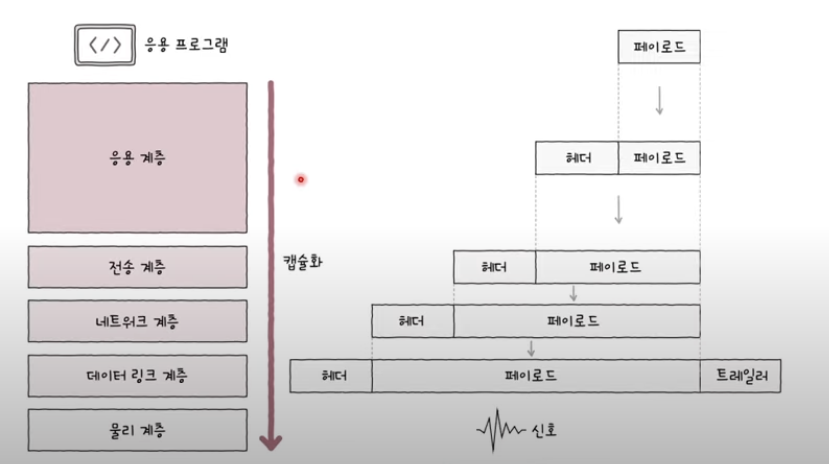 </> 응용 프로그램
페이로드
응용 계층
헤더 페이로드
전송 계층
캡슐화
헤더 페이로드
네트워크 계층
헤더 페이로드
데이터 링크 계층
헤더 페이로드 트레일러
물리 계층
신호